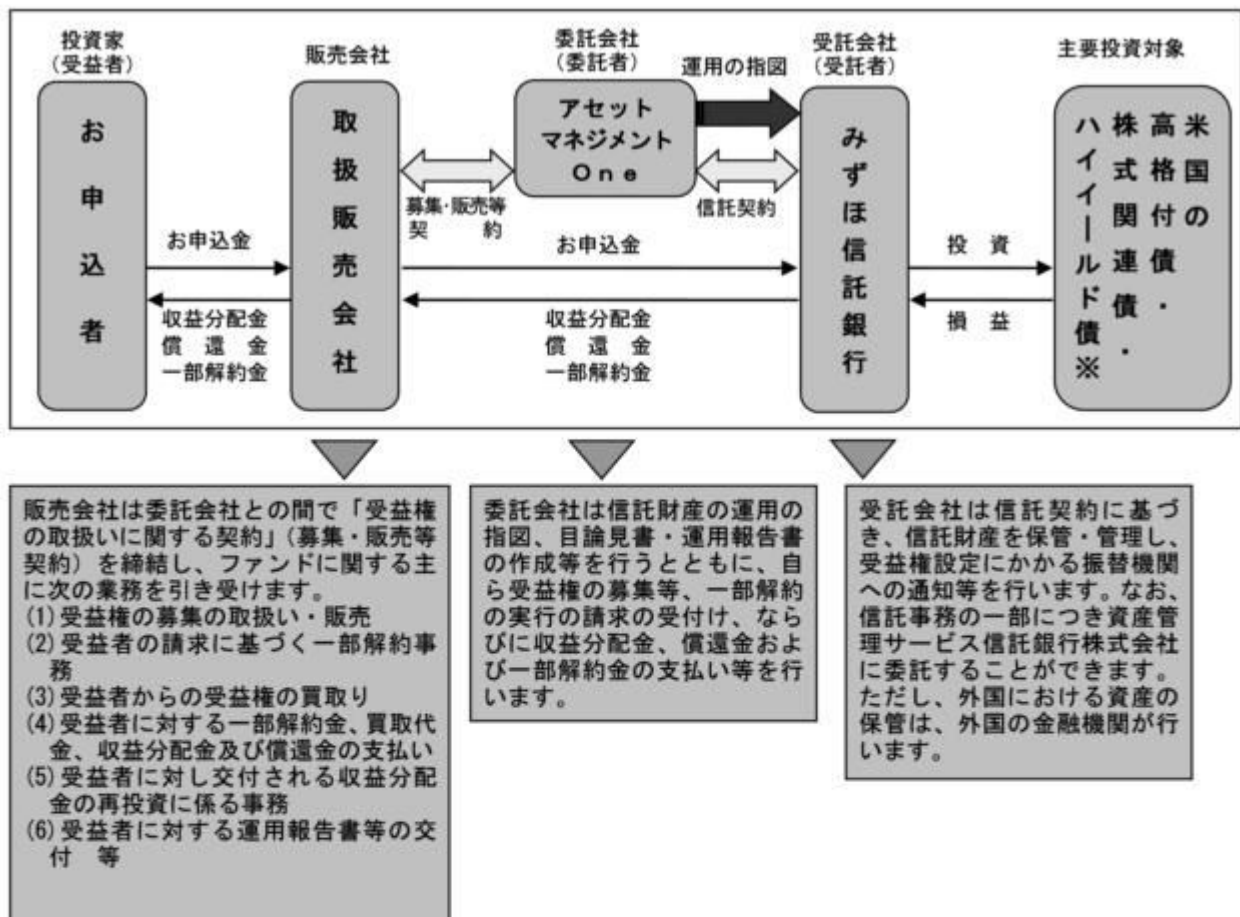 投資家
（受益者）
お申込者
販売会社
取扱販売会社
委託会社
（委託者）
アセット
マネジメント
Ｏｎｅ
運用の指図
受託会社
（受託者）
みずほ信託銀行
主要投資対象
米国の
高格付債・
株式関連債・
ハイイールド債※
募集・販売等
契　　　約
信託契約
お申込金
収益分配金
償　還　金
一部解約金
お申込金
収益分配金
償　還　金
一部解約金
投　資
損　益
販売会社は委託会社との間で「受益権
の取扱いに関する契約」（募集・販売等
契約）を締結し、ファンドに関する主
に次の業務を引き受けます。
(1)受益権の募集の取扱い・販売
(2)受益者の請求に基づく一部解約事
務
(3)受益者からの受益権の買取り
(4)受益者に対する一部解約金、買取代
金、収益分配金及び償還金の支払い
(5)受益者に対し交付される収益分配
金の再投資に係る事務
(6)受益者に対する運用報告書等の交
付　等
委託会社は信託財産の運用の
指図、目論見書・運用報告書
の作成等を行うとともに、自
ら受益権の募集等、一部解約
の実行の請求の受付け、なら
びに収益分配金、償還金およ
び一部解約金の支払い等を行
います。
受託会社は信託契約に基づ
き、信託財産を保管・管理し、
受益権設定にかかる振替機関
への通知等を行います。なお、
信託事務の一部につき資産管
理サービス信託銀行株式会社
に委託することができます。
ただし、外国における資産の
保管は、外国の金融機関が行
います。